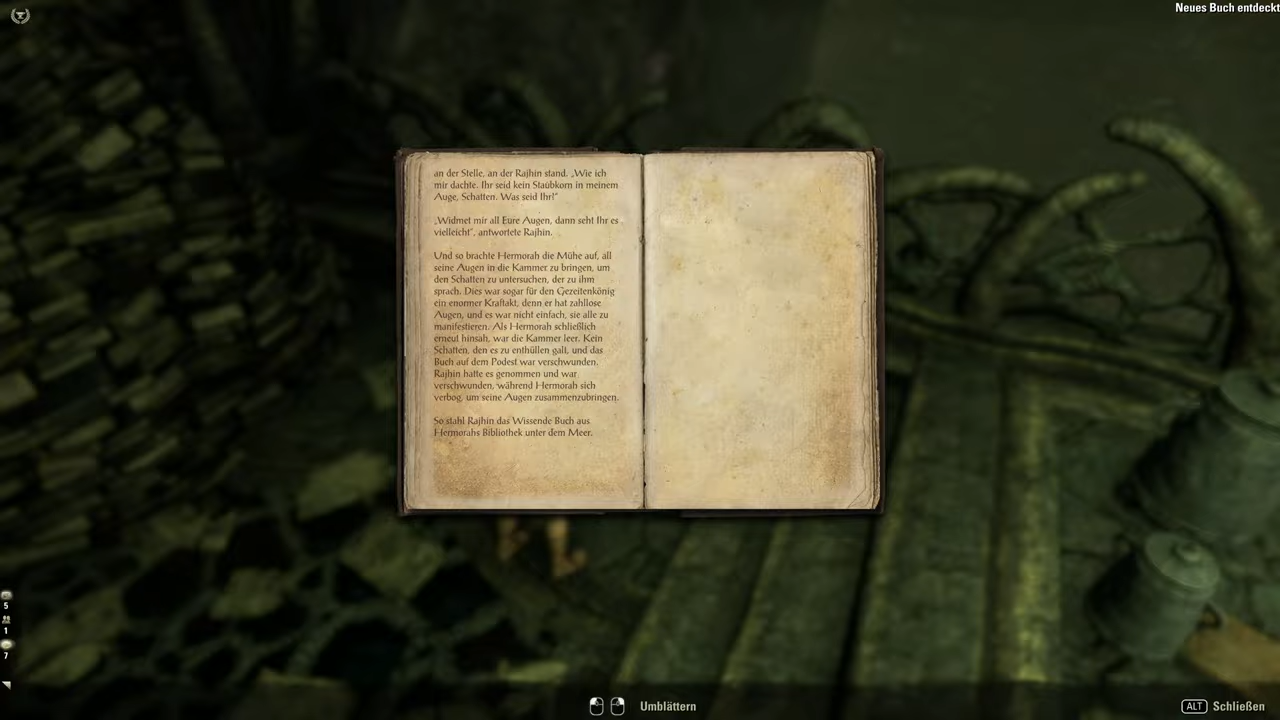 Neues Buch entdeckt
an der Stelle, an der Rajhin stand. „Wie ich
mir dachte. Ihr seid kein Staubkorn in meinem
Auge, Schatten. Was seid Ihr?“
„Widmet mir all Eure Augen, dann seht Ihr es
vielleicht“, antwortete Rajhin.
Und so brachte Hermorah die Mühe auf, all
seine Augen in die Kammer zu bringen, um
den Schatten zu untersuchen, der zu ihm
sprach. Dies war sogar für den Gezeitenkönig
ein enormer Kraftakt, denn er hat zahllose
Augen, und es war nicht einfach, sie alle zu
manifestieren. Als Hermorah schließlich
erneut hinsah, war die Kammer leer. Kein
Schatten, den es zu enthüllen galt, und das
Buch auf dem Podest war verschwunden.
Rajhin hatte es genommen und war
verschwunden, während Hermorah sich
verbog, um seine Augen zusammenzubringen.
So stahl Rajhin das Wissende Buch aus
Hermorahs Bibliothek unter dem Meer.
5
1
7
Umblättern
ALT Schließen